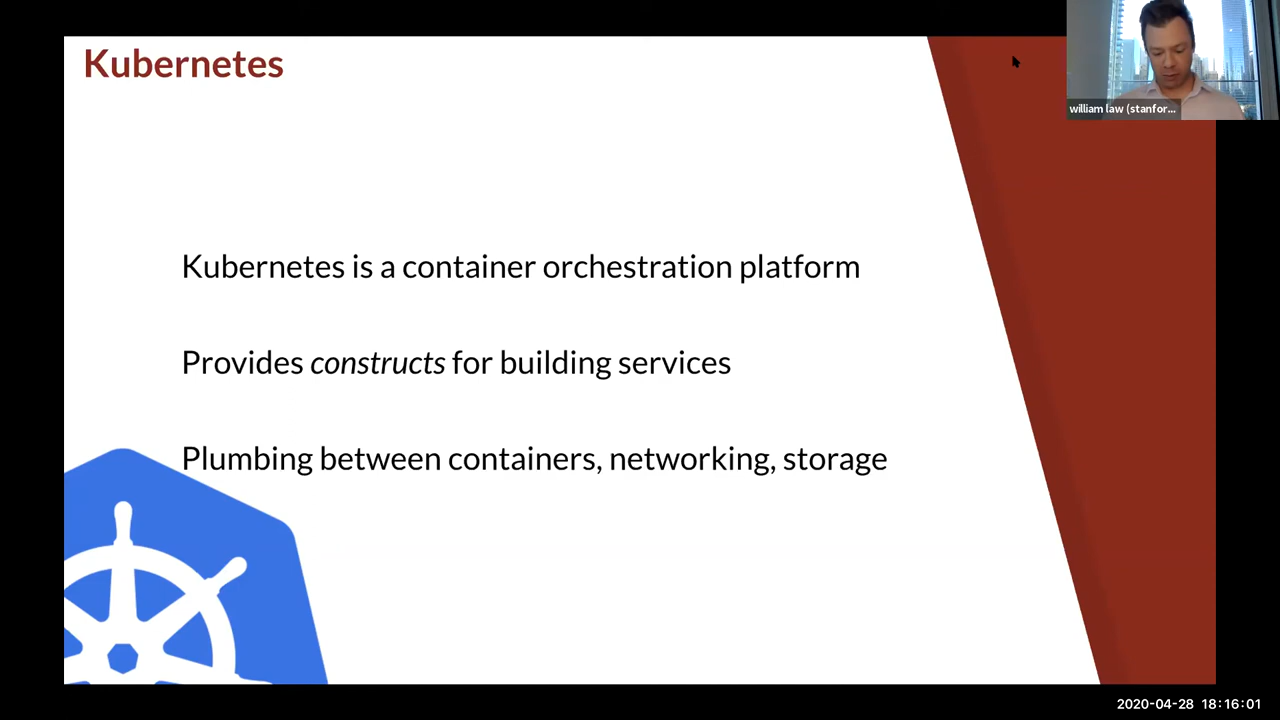 Kubernetes
william law (stanfor...
Kubernetes is a container orchestration platform
Provides constructs for building services
Plumbing between containers, networking, storage
2020-04-28 18:16:01